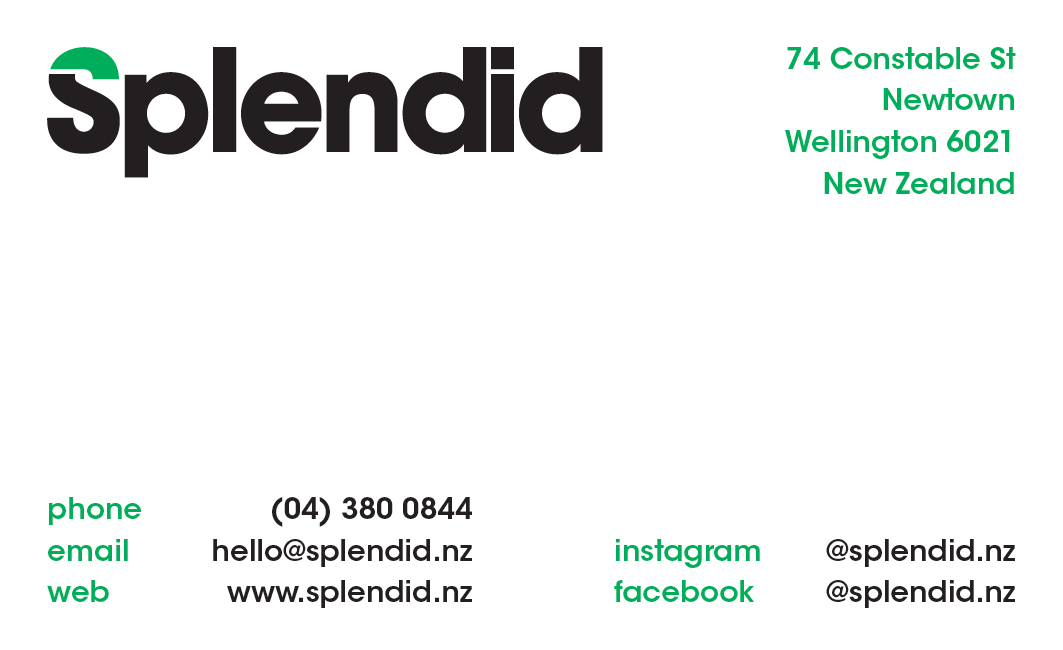 Splendid
74 Constable St
Newtown
Wellington 6021
New Zealand
phone (04) 380 0844
email hello@splendid.nz
web www.splendid.nz
instagram @splendid.nz
facebook @splendid.nz